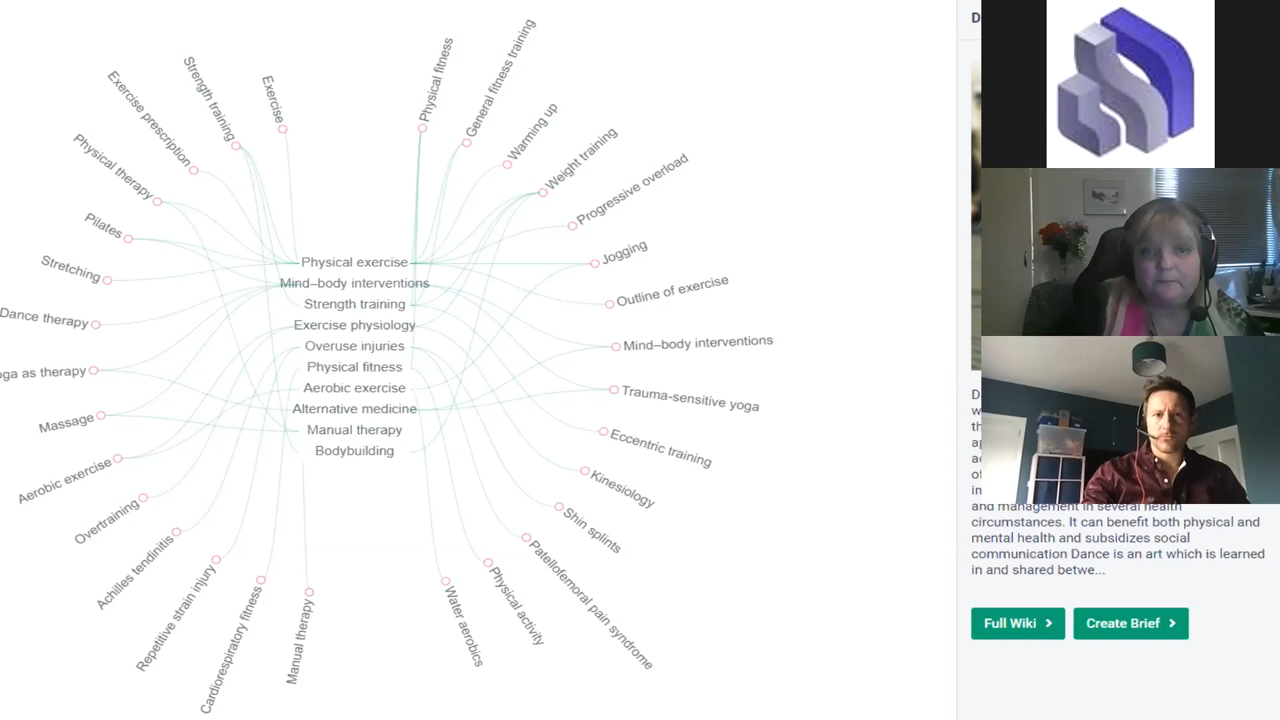 Physical fitness
General fitness training
Warming up
Weight training
Progressive overload
Jogging
Outline of exercise
Mind–body interventions
Trauma-sensitive yoga
Eccentric training
Kinesiology
Shin splints
Patellofemoral pain syndrome
Physical activity
Water aerobics
Exercise
Strength training
Exercise prescription
Physical therapy
Pilates
Stretching
Dance therapy
as therapy
Massage
Aerobic exercise
Overtraining
Achilles tendinitis
Repetitive strain injury
Cardiorespiratory fitness
Manual therapy
Physical exercise
Mind–body interventions
Strength training
Exercise physiology
Overuse injuries
Physical fitness
Aerobic exercise
Alternative medicine
Manual therapy
Bodybuilding
and management in several health
circumstances. It can benefit both physical and
mental health and subsidizes social
communication Dance is an art which is learned
in and shared betwe...
Full Wiki
Create Brief